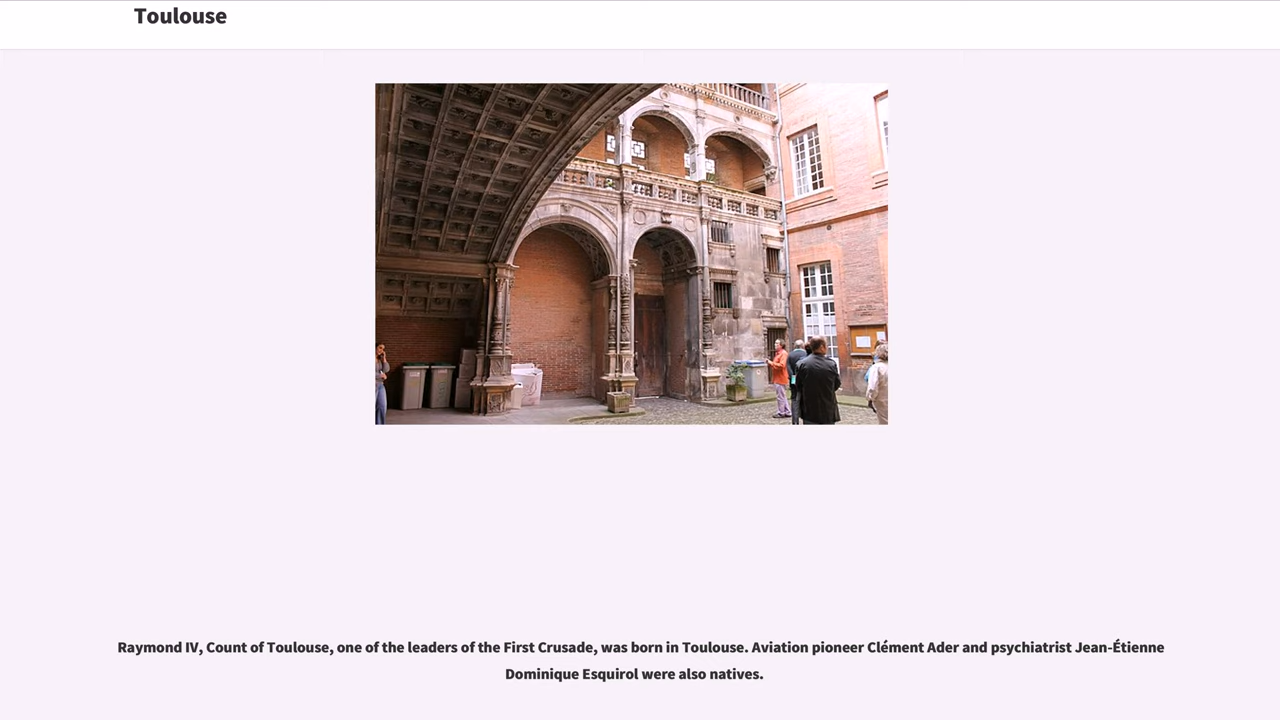 Toulouse
Raymond IV, Count of Toulouse, one of the leaders of the First Crusade, was born in Toulouse. Aviation pioneer Clément Ader and psychiatrist Jean-Étienne
Dominique Esquirol were also natives.